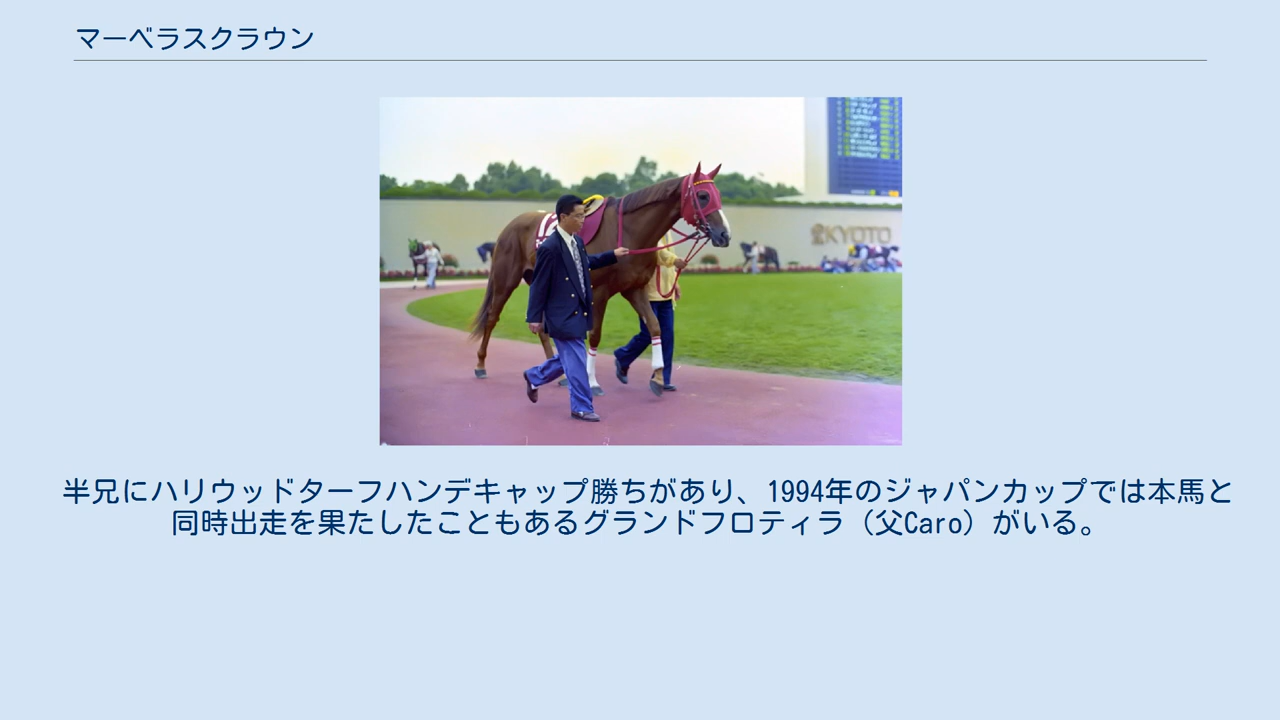 マーベラスクラウン
KYOTO
半兄にハリウッドターフハンデキャップ勝ちがあり、1994年のジャパンカップでは本馬と
同時出走を果たしたこともあるグランドフロティラ（父Caro）がいる。